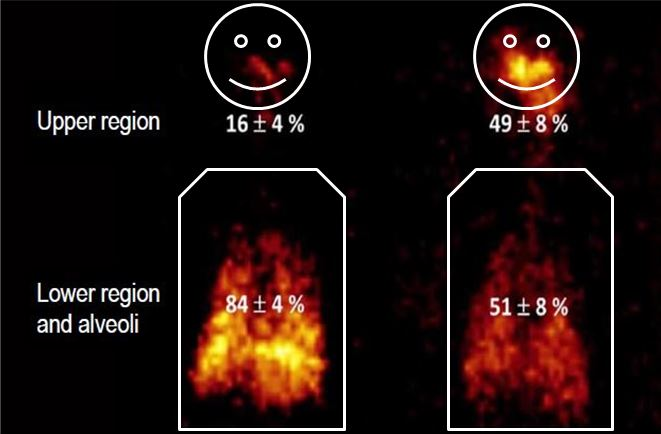 Upper region
16 ± 4 %
49 ± 8 %
Lower region
and alveoli
84 ± 4 %
51 ± 8 %